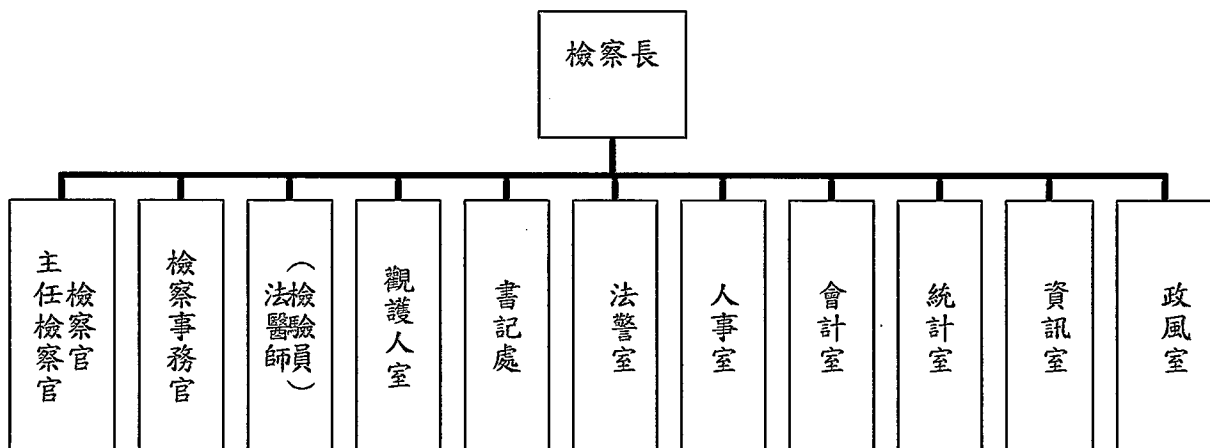 檢察長
主任檢察官
檢察官
檢察事務官
法醫師
（檢驗員）
觀護人室
書記處
法警室
人事室
會計室
統計室
資訊室
政風室